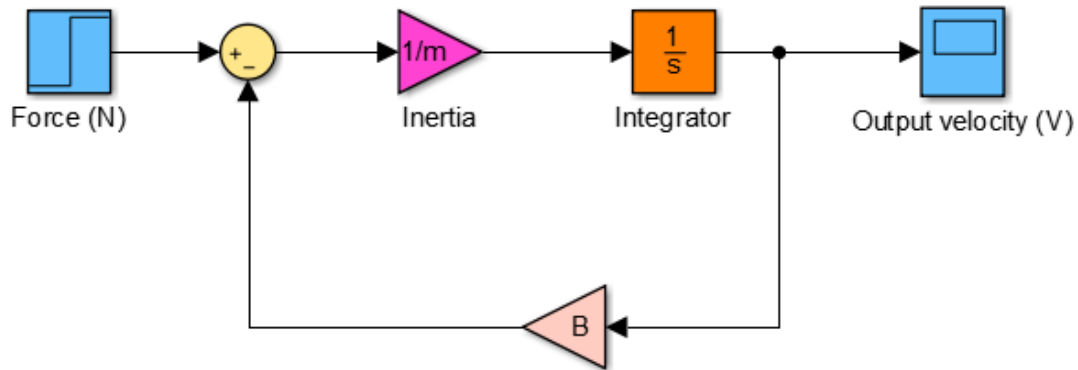 +
−
1/m
1
s
Force (N)
Inertia
Integrator
Output velocity (V)
B